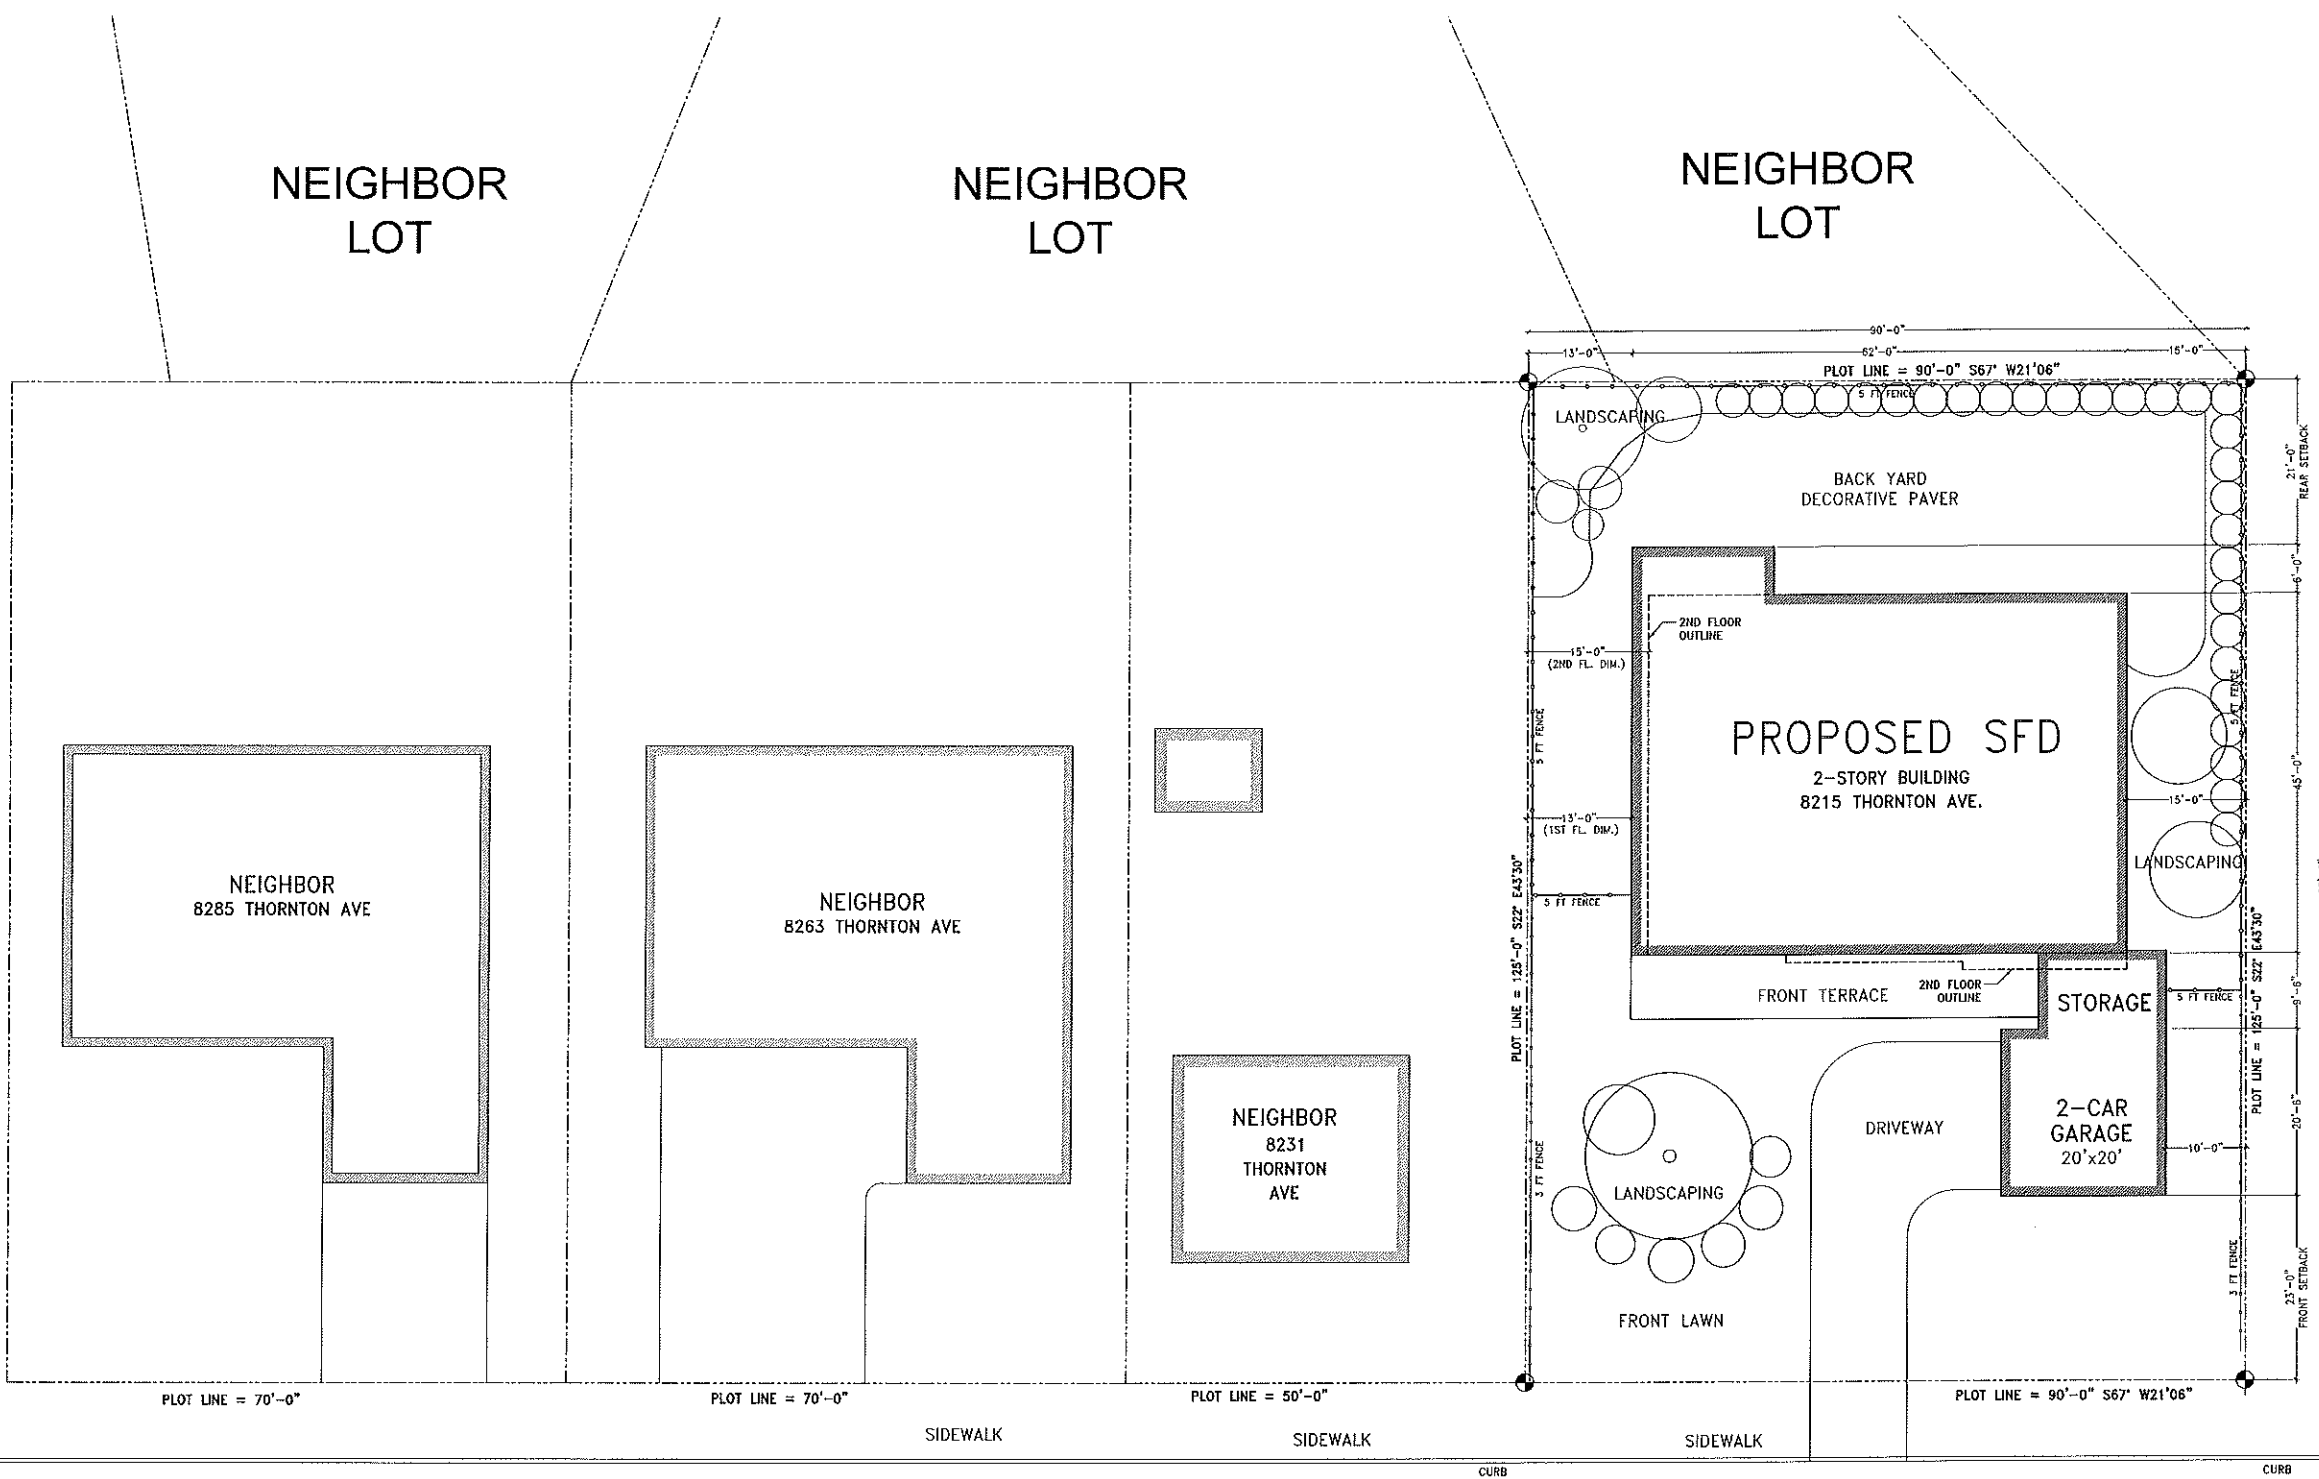 NEIGHBOR
LOT
NEIGHBOR
LOT
NEIGHBOR
LOT
90'-0"
13'-0"
62'-0"
15'-0"
PLOT LINE = 90'-0" S67° W21'06"
5 FT FENCE
LANDSCAPING
BACK YARD
DECORATIVE PAVER
21'-0"
REAR SETBACK
6'-0"
2ND FLOOR
OUTLINE
15'-0"
(2ND FL. DIM.)
5 FT FENCE
5 FT FENCE
PROPOSED SFD
2-STORY BUILDING
8215 THORNTON AVE.
45'-0"
15'-0"
13'-0"
(1ST FL. DIM.)
LANDSCAPING
5 FT FENCE
PLOT LINE = 125'-0" S22° E43'30"
PLOT LINE = 125'-0" S22° E43'30"
NEIGHBOR
8285 THORNTON AVE
NEIGHBOR
8263 THORNTON AVE
FRONT TERRACE
2ND FLOOR
OUTLINE
STORAGE
5 FT FENCE
9'-6"
NEIGHBOR
8231
THORNTON
AVE
3 FT FENCE
LANDSCAPING
DRIVEWAY
2-CAR
GARAGE
20'x20'
10'-0"
20'-6"
3 FT FENCE
23'-0"
FRONT SETBACK
FRONT LAWN
PLOT LINE = 70'-0"
PLOT LINE = 70'-0"
PLOT LINE = 50'-0"
PLOT LINE = 90'-0" S67° W21'06"
SIDEWALK
SIDEWALK
SIDEWALK
CURB
CURB